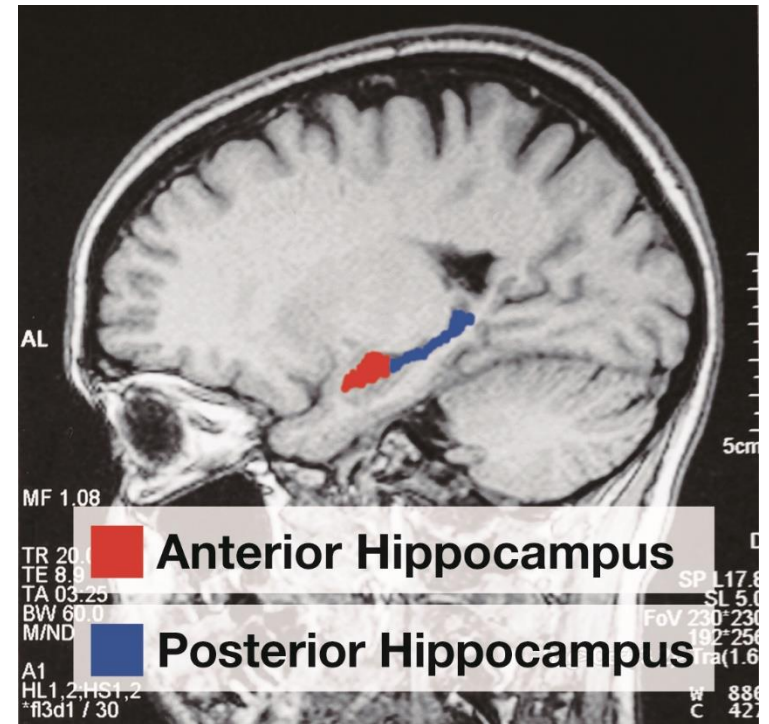 AL
5cm
MF 1.08
TR 20.0
TE 8.9
TA 03:25
BW 60.0
M/ND
A1
HL1,2;HS1,2
*fl3d1 / 30
Anterior Hippocampus
Posterior Hippocampus
D
SP L17.8
SL 5.0
FoV 230*230
192*256
Tra(1.6
W 886
C 427